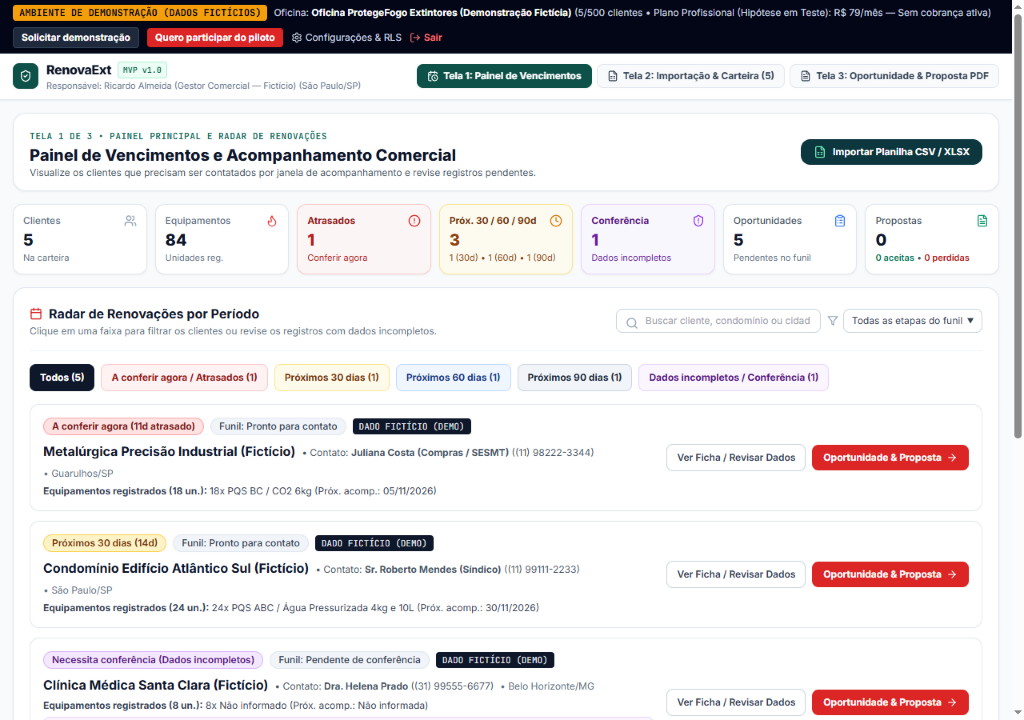 AMBIENTE DE DEMONSTRAÇÃO (DADOS FICTÍCIOS) Oficina: Oficina ProtegeFogo Extintores (Demonstração Fictícia) (5/500 clientes • Plano Profissional (Hipótese em Teste): R$ 79/mês — Sem cobrança ativa)
Solicitar demonstração Quero participar do piloto Configurações & RLS Sair
RenovaExt MVP v1.0
Responsável: Ricardo Almeida (Gestor Comercial — Fictício) (São Paulo/SP)
Tela 1: Painel de Vencimentos Tela 2: Importação & Carteira (5) Tela 3: Oportunidade & Proposta PDF
TELA 1 DE 3 • PAINEL PRINCIPAL E RADAR DE RENOVAÇÕES
Painel de Vencimentos e Acompanhamento Comercial
Visualize os clientes que precisam ser contatados por janela de acompanhamento e revise registros pendentes.
Importar Planilha CSV / XLSX
Clientes
5
Na carteira
Equipamentos
84
Unidades reg.
Atrasados
1
Conferir agora
Próx. 30 / 60 / 90d
3
1 (30d) • 1 (60d) • 1 (90d)
Conferência
1
Dados incompletos
Oportunidades
5
Pendentes no funil
Propostas
0
0 aceitas • 0 perdidas
Radar de Renovações por Período
Clique em uma faixa para filtrar os clientes ou revise os registros com dados incompletos.
Buscar cliente, condomínio ou cidad Todas as etapas do funil
Todos (5) A conferir agora / Atrasados (1) Próximos 30 dias (1) Próximos 60 dias (1) Próximos 90 dias (1) Dados incompletos / Conferência (1)
A conferir agora (11d atrasado) Funil: Pronto para contato DADO FICTÍCIO (DEMO)
Metalúrgica Precisão Industrial (Fictício) • Contato: Juliana Costa (Compras / SESMT) ((11) 98222-3344)
• Guarulhos/SP
Equipamentos registrados (18 un.): 18x PQS BC / CO2 6kg (Próx. acomp.: 05/11/2026)
Ver Ficha / Revisar Dados Oportunidade & Proposta →
Próximos 30 dias (14d) Funil: Pronto para contato DADO FICTÍCIO (DEMO)
Condomínio Edifício Atlântico Sul (Fictício) • Contato: Sr. Roberto Mendes (Síndico) ((11) 99111-2233)
• São Paulo/SP
Equipamentos registrados (24 un.): 24x PQS ABC / Água Pressurizada 4kg e 10L (Próx. acomp.: 30/11/2026)
Ver Ficha / Revisar Dados Oportunidade & Proposta →
Necessita conferência (Dados incompletos) Funil: Pendente de conferência DADO FICTÍCIO (DEMO)
Clínica Médica Santa Clara (Fictício) • Contato: Dra. Helena Prado ((31) 99555-6677) • Belo Horizonte/MG
Equipamentos registrados (8 un.): 8x Não informado (Próx. acomp.: Não informada)
Ver Ficha / Revisar Dados Oportunidade & Proposta →